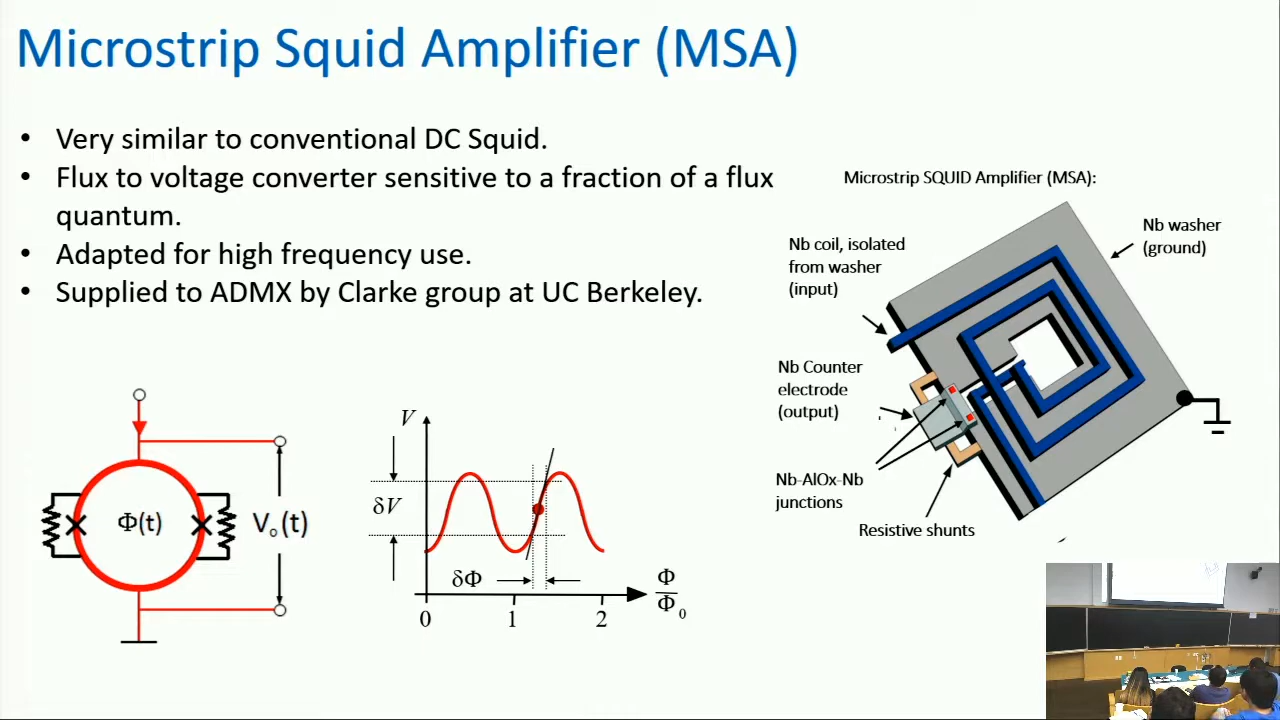 Microstrip Squid Amplifier (MSA)
• Very similar to conventional DC Squid.
• Flux to voltage converter sensitive to a fraction of a flux
quantum.
• Adapted for high frequency use.
• Supplied to ADMX by Clarke group at UC Berkeley.
Microstrip SQUID Amplifier (MSA):
Nb washer
(ground)
Nb coil, isolated
from washer
(input)
Nb Counter
electrode
(output)
Nb-AlOx-Nb
junctions
Resistive shunts
Φ(t)
Vo(t)
V
δV
δΦ
Φ
Φ0
0 1 2